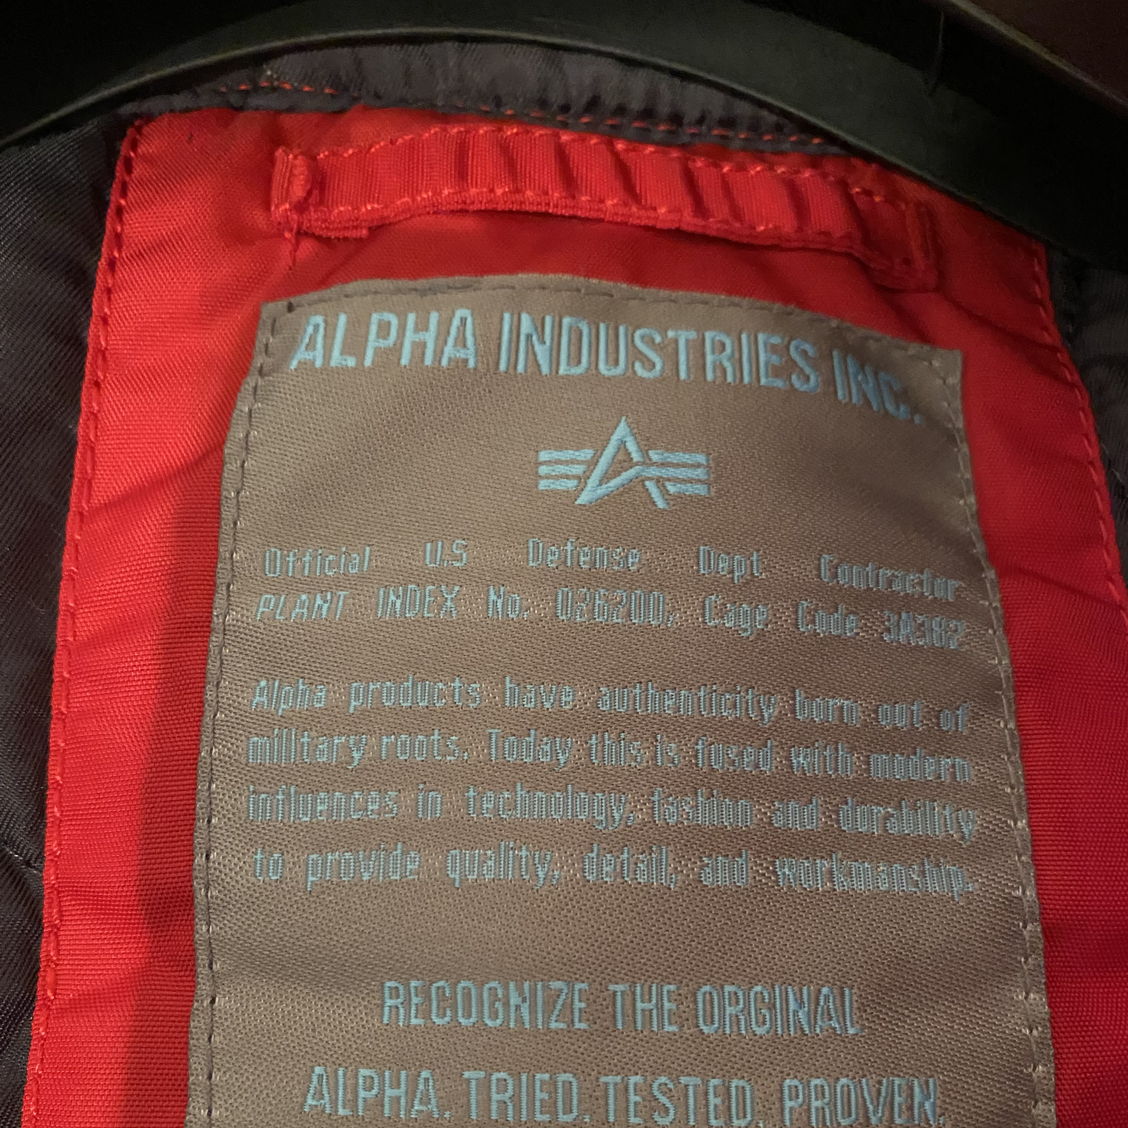 ALPHA INDUSTRIES INC.
Official U.S Defense Dept Contractor
PLANT INDEX No. 026200, Cage Code 3A382
Alpha products have authenticity born out of
military roots. Today this is fused with modern
influences in technology, fashion and durability
to provide quality, detail, and workmanship.
RECOGNIZE THE ORGINAL
ALPHA. TRIED. TESTED. PROVEN.